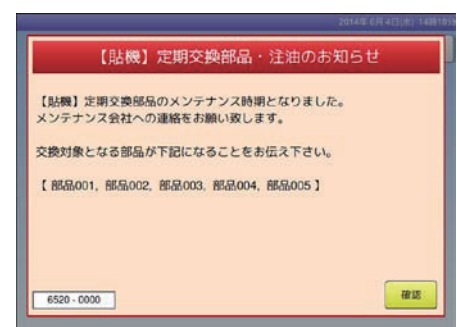 2014年 6月 4日(水) 14時18分
【貼機】定期交換部品・注油のお知らせ
【貼機】定期交換部品のメンテナンス時期となりました。
メンテナンス会社への連絡をお願い致します。
交換対象となる部品が下記になることをお伝え下さい。
【 部品001, 部品002, 部品003, 部品004, 部品005 】
6520 - 0000
確認